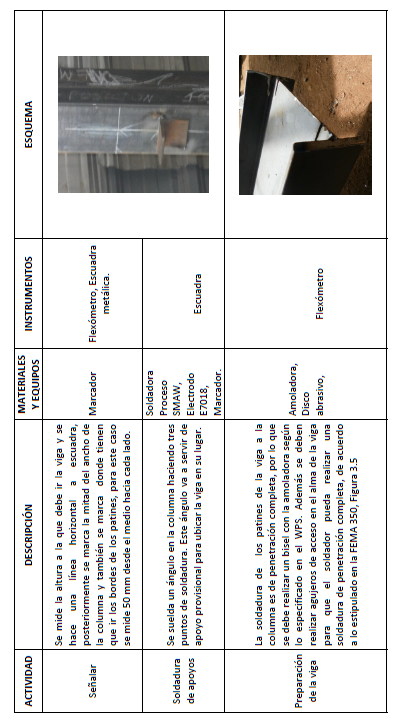 ACTIVIDAD
DESCRIPCIÓN
MATERIALES
Y EQUIPOS
INSTRUMENTOS
ESQUEMA
Señalar
Se mide la altura a la que debe ir la viga y se
hace una línea horizontal a escuadra,
posteriormente se marca la mitad del ancho de
la columna y también se marca donde tienen
que ir los bordes de los patines, para este caso
se mide 50 mm desde el medio hacia cada lado.
Marcador
Flexómetro, Escuadra
metálica.
Soldadura
de apoyos
Se suelda un ángulo en la columna haciendo tres
puntos de soldadura. Este ángulo va a servir de
apoyo provisional para ubicar la viga en su lugar.
Soldadora
Proceso
SMAW,
Electrodo
E7018,
Marcador.
Escuadra
Preparación
de la viga
La soldadura de los patines de la viga a la
columna es de penetración completa, por lo que
se debe realizar un bisel con la amoladora según
lo especificado en el WPS. Además se deben
realizar agujeros de acceso en el alma de la viga
para que el soldador pueda realizar una
soldadura de penetración completa, de acuerdo
a lo estipulado en la FEMA 350, Figura 3.5
Amoladora,
Disco
abrasivo,
Flexómetro